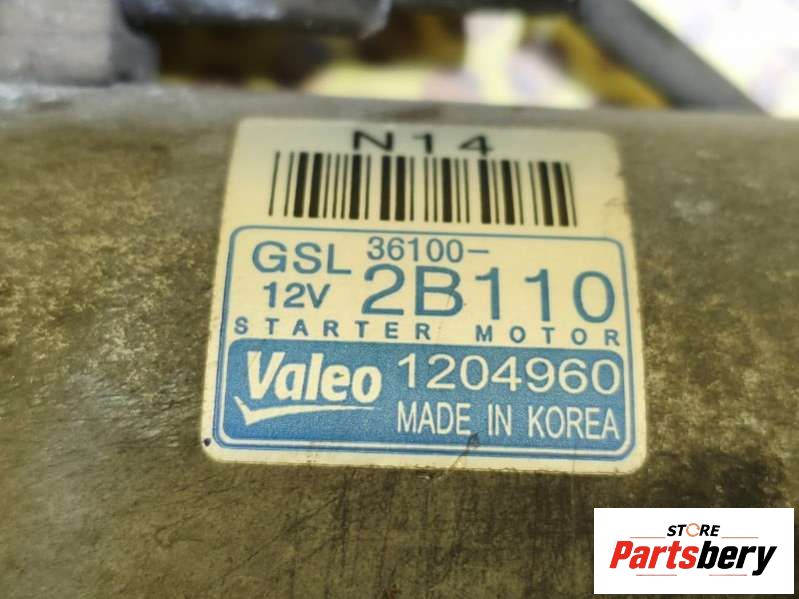 N14
GSL 36100-
12V 2B110
STARTER MOTOR
Valeo 1204960
MADE IN KOREA
STORE
Partsbery